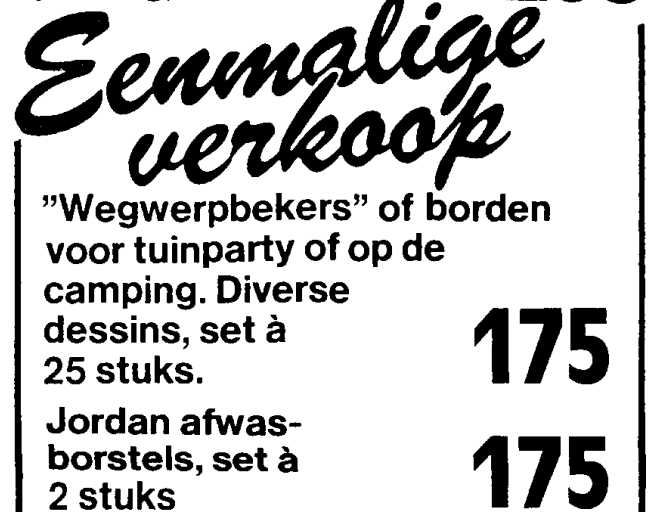 Eenmalige
verkoop
”Wegwerpbekers” of borden
voor tuinparty of op de
camping. Diverse
dessins, set à
25 stuks.
175
Jordan afwas-
borstels, set à
2 stuks
175